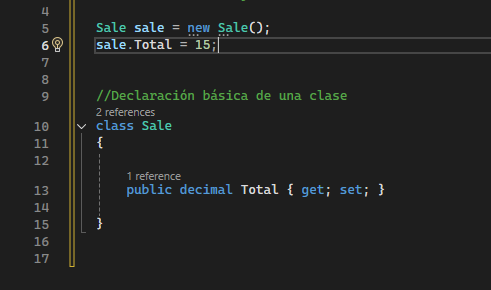 4
5 Sale sale = new Sale();
6 sale.Total = 15;
7
8
9 //Declaración básica de una clase
2 references
10 class Sale
11 {
12
1 reference
13 public decimal Total { get; set; }
14
15 }
16
17